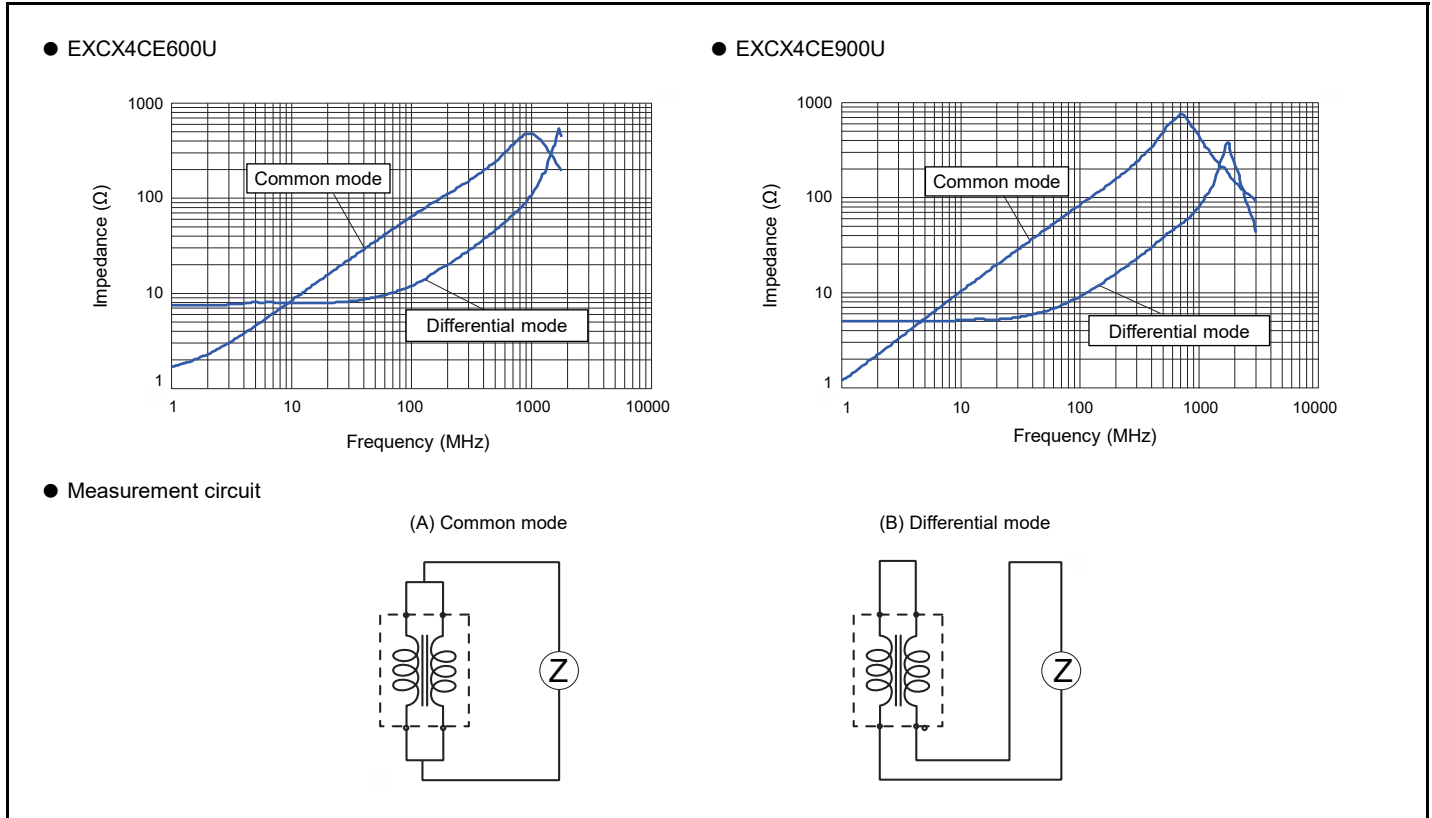 ● EXCX4CE600U
● EXCX4CE900U
1000
100
10
1
Impedance (Ω)
Common mode
Differential mode
1 10 100 1000 10000
Frequency (MHz)
1000
100
10
1
Impedance (Ω)
Common mode
Differential mode
1 10 100 1000 10000
Frequency (MHz)
● Measurement circuit
(A) Common mode
(B) Differential mode
Z
Z